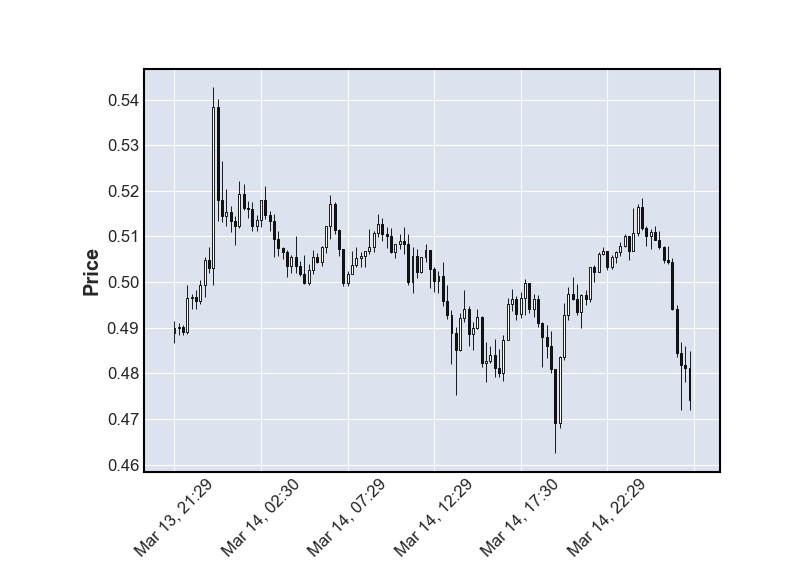 0.54
0.53
0.52
0.51
0.50
0.49
0.48
0.47
0.46
Price
Mar 13, 21:29
Mar 14, 02:30
Mar 14, 07:29
Mar 14, 12:29
Mar 14, 17:30
Mar 14, 22:29